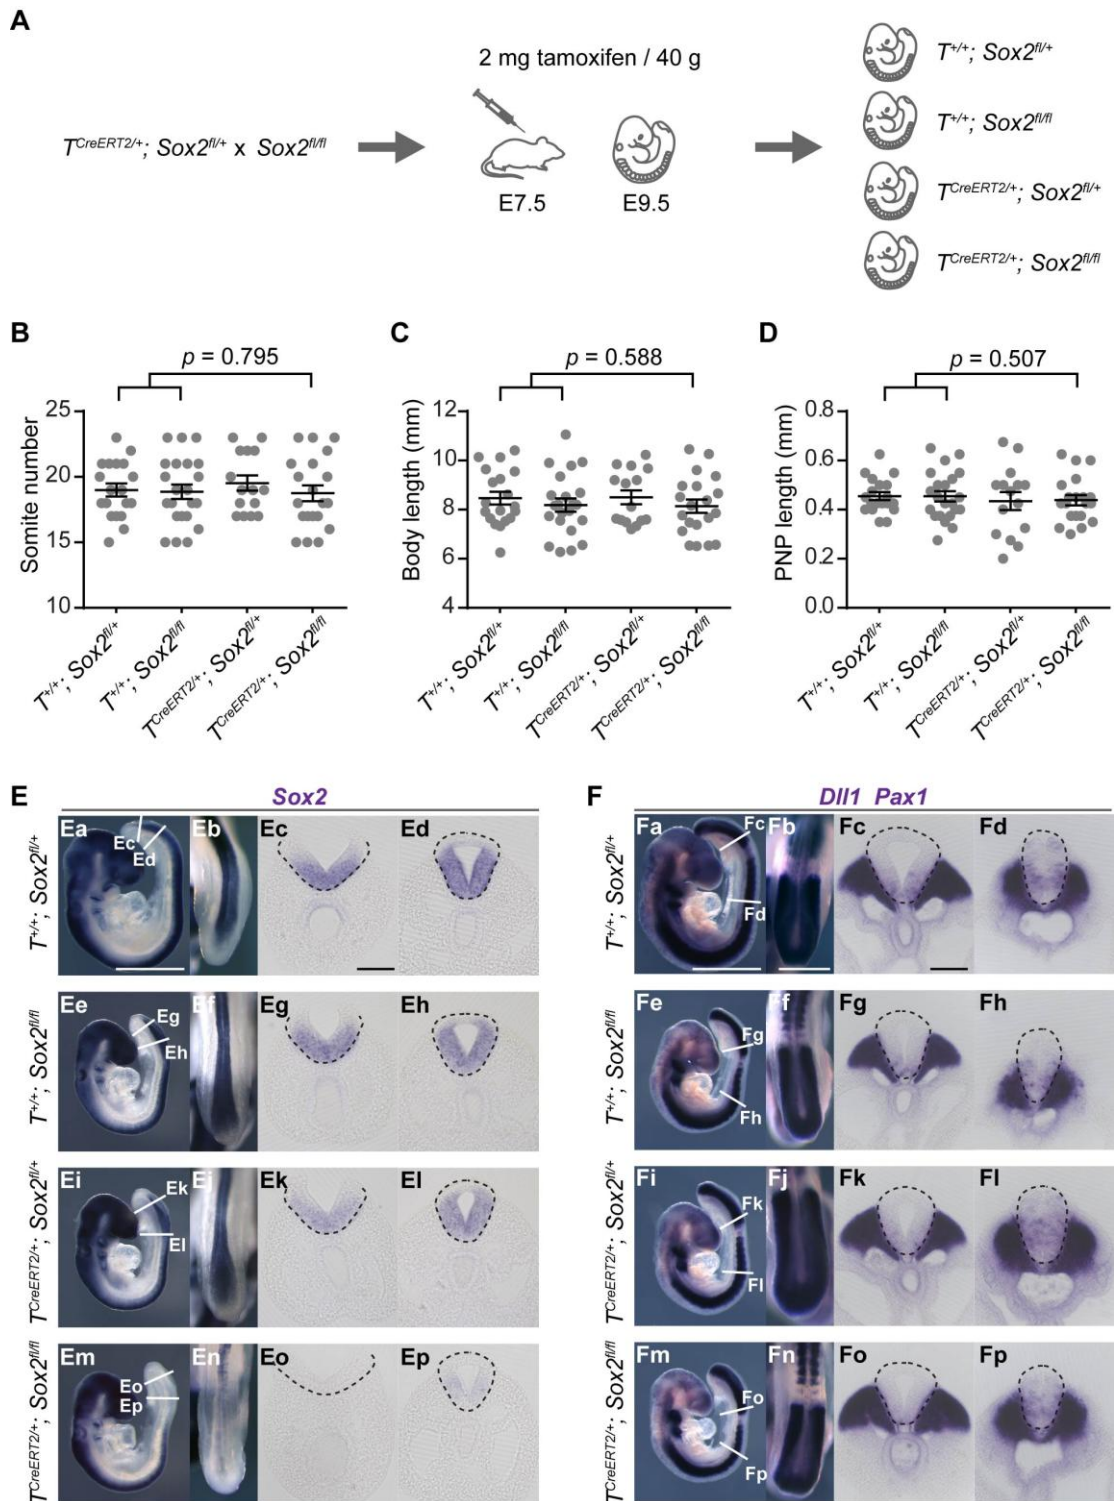 A
2 mg tamoxifen / 40 g
T^CreERT2/+; Sox2^fl/+ x Sox2^fl/fl
E7.5
E9.5
T^+/+; Sox2^fl/+
T^+/+; Sox2^fl/fl
T^CreERT2/+; Sox2^fl/+
T^CreERT2/+; Sox2^fl/fl
B
p = 0.795
Somite number
25
20
15
10
T^+/+; Sox2^fl/+
T^+/+; Sox2^fl/fl
T^CreERT2/+; Sox2^fl/+
T^CreERT2/+; Sox2^fl/fl
C
p = 0.588
Body length (mm)
12
10
8
6
4
T^+/+; Sox2^fl/+
T^+/+; Sox2^fl/fl
T^CreERT2/+; Sox2^fl/+
T^CreERT2/+; Sox2^fl/fl
D
p = 0.507
PNP length (mm)
0.8
0.6
0.4
0.2
0.0
T^+/+; Sox2^fl/+
T^+/+; Sox2^fl/fl
T^CreERT2/+; Sox2^fl/+
T^CreERT2/+; Sox2^fl/fl
E
Sox2
T^+/+; Sox2^fl/+
Ea Eb Ec Ed
Ec
Ed
T^+/+; Sox2^fl/fl
Ee Ef Eg Eh
Eg
Eh
T^CreERT2/+; Sox2^fl/+
Ei Ej Ek El
Ek
El
T^CreERT2/+; Sox2^fl/fl
Em En Eo Ep
Eo
Ep
F
Dll1 Pax1
T^+/+; Sox2^fl/+
Fa Fb Fc Fd
Fc
Fd
T^+/+; Sox2^fl/fl
Fe Ff Fg Fh
Fg
Fh
T^CreERT2/+; Sox2^fl/+
Fi Fj Fk Fl
Fk
Fl
T^CreERT2/+; Sox2^fl/fl
Fm Fn Fo Fp
Fo
Fp